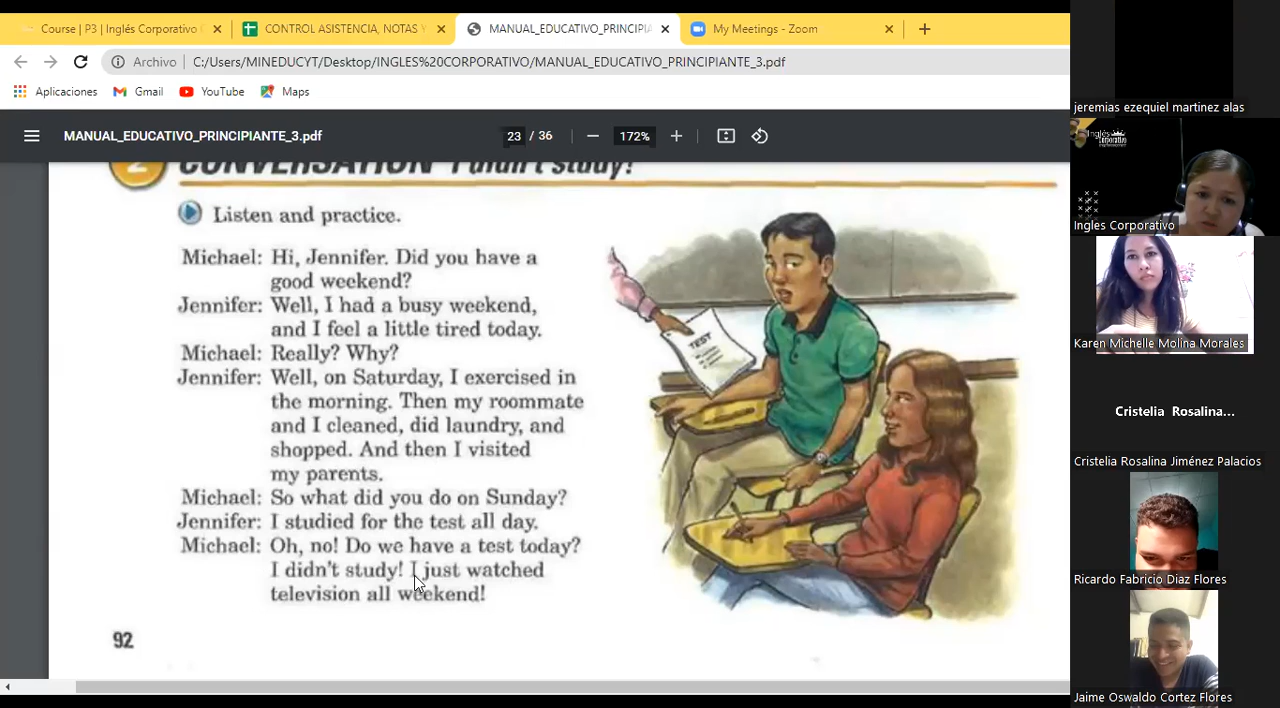 Course | P3 | Inglés Corporativo
CONTROL ASISTENCIA, NOTAS Y
MANUAL_EDUCATIVO_PRINCIPIA
My Meetings - Zoom
Archivo
C:/Users/MINEDUCYT/Desktop/INGLES%20CORPORATIVO/MANUAL_EDUCATIVO_PRINCIPIANTE_3.pdf
Aplicaciones
Gmail
YouTube
Maps
MANUAL_EDUCATIVO_PRINCIPIANTE_3.pdf
23 / 36
172%
2 CONVERSATION I didn't study!
Listen and practice.
Michael: Hi, Jennifer. Did you have a
good weekend?
Jennifer: Well, I had a busy weekend,
and I feel a little tired today.
Michael: Really? Why?
Jennifer: Well, on Saturday, I exercised in
the morning. Then my roommate
and I cleaned, did laundry, and
shopped. And then I visited
my parents.
Michael: So what did you do on Sunday?
Jennifer: I studied for the test all day.
Michael: Oh, no! Do we have a test today?
I didn't study! I just watched
television all weekend!
92
TEST
jeremias ezequiel martinez alas
Inglés
Corporativo
Ingles Corporativo
Karen Michelle Molina Morales
Cristelia Rosalina...
Cristelia Rosalina Jiménez Palacios
Ricardo Fabricio Diaz Flores
Jaime Oswaldo Cortez Flores